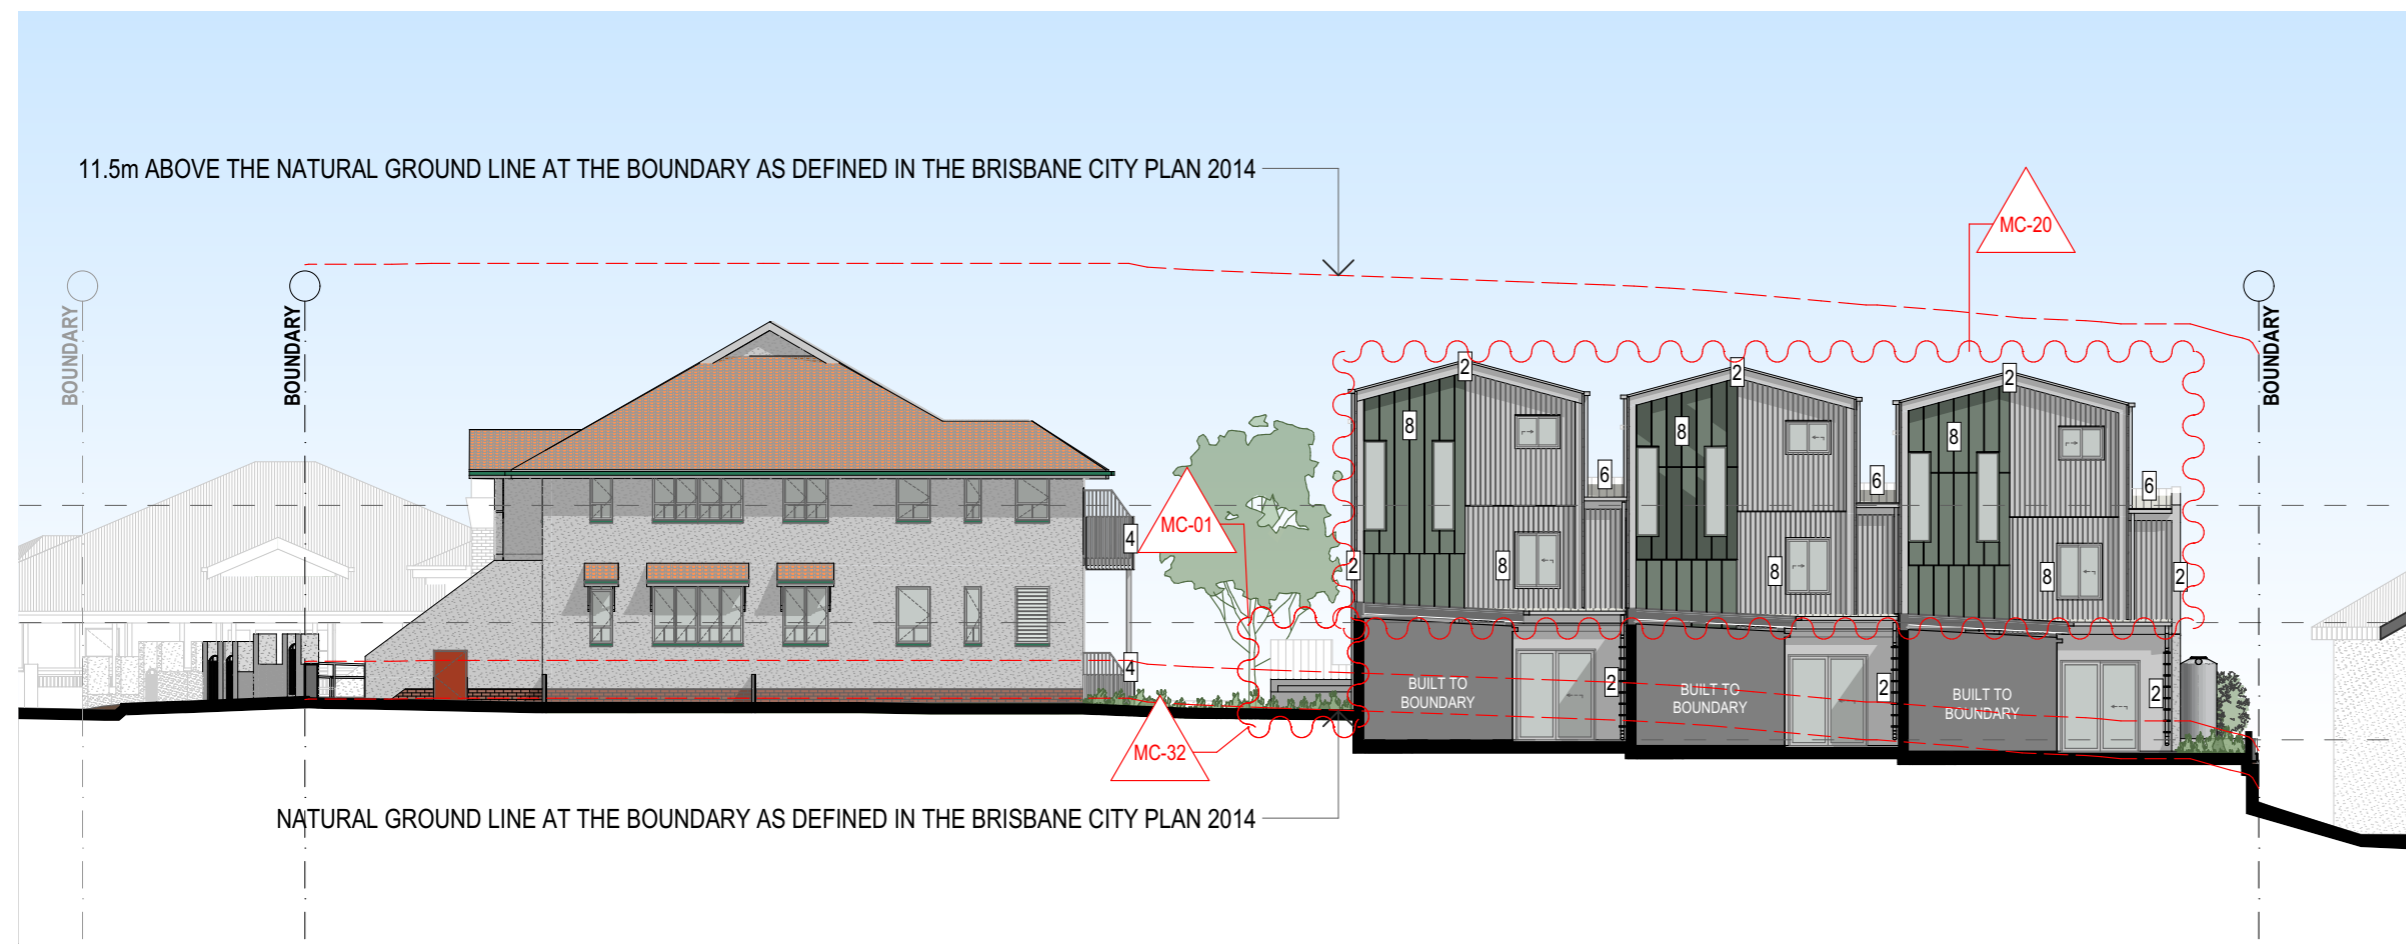 11.5m ABOVE THE NATURAL GROUND LINE AT THE BOUNDARY AS DEFINED IN THE BRISBANE CITY PLAN 2014
MC-20
BOUNDARY
BOUNDARY
BOUNDARY
2
2
2
8
8
8
6
6
6
MC-01
4
2
8
8
8
2
4
BUILT TO
BOUNDARY
2
BUILT TO
BOUNDARY
2
BUILT TO
BOUNDARY
2
MC-32
NATURAL GROUND LINE AT THE BOUNDARY AS DEFINED IN THE BRISBANE CITY PLAN 2014